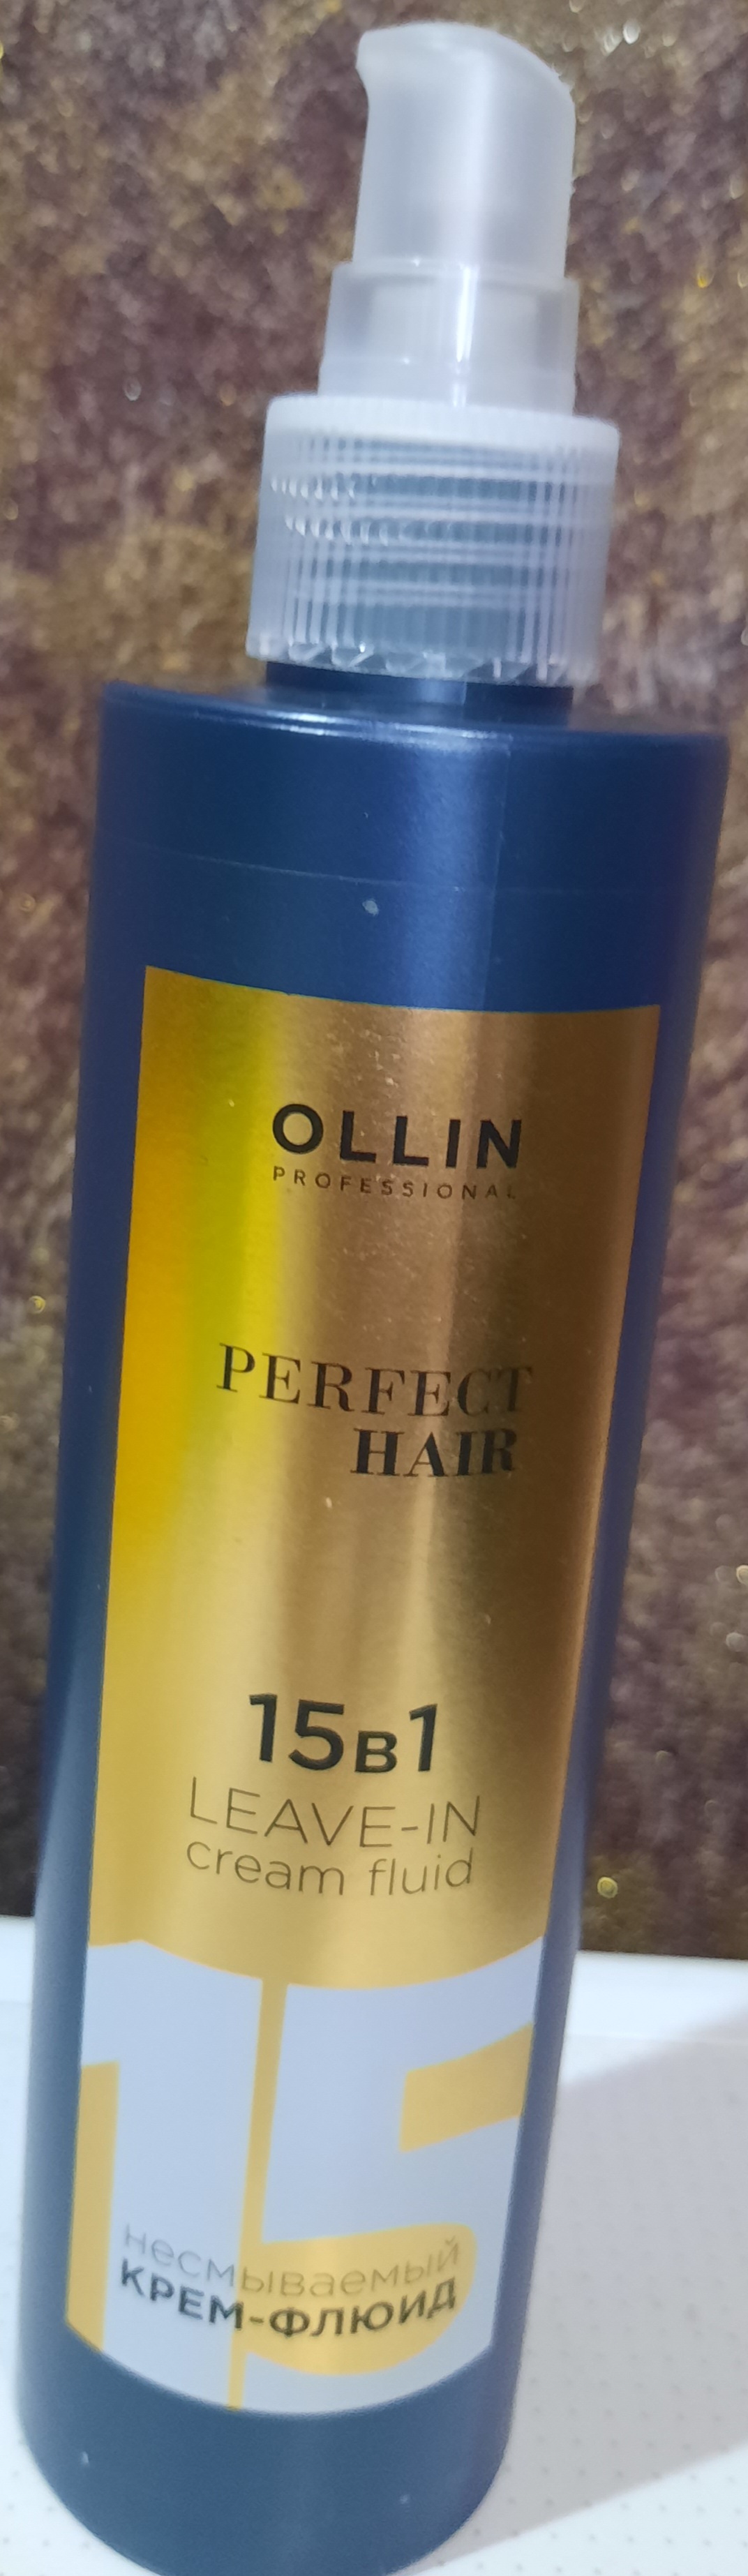 OLLIN
PROFESSIONAL
PERFECT
HAIR
15в1
LEAVE-IN
cream fluid
15
несмываемый
КРЕМ-ФЛЮИД